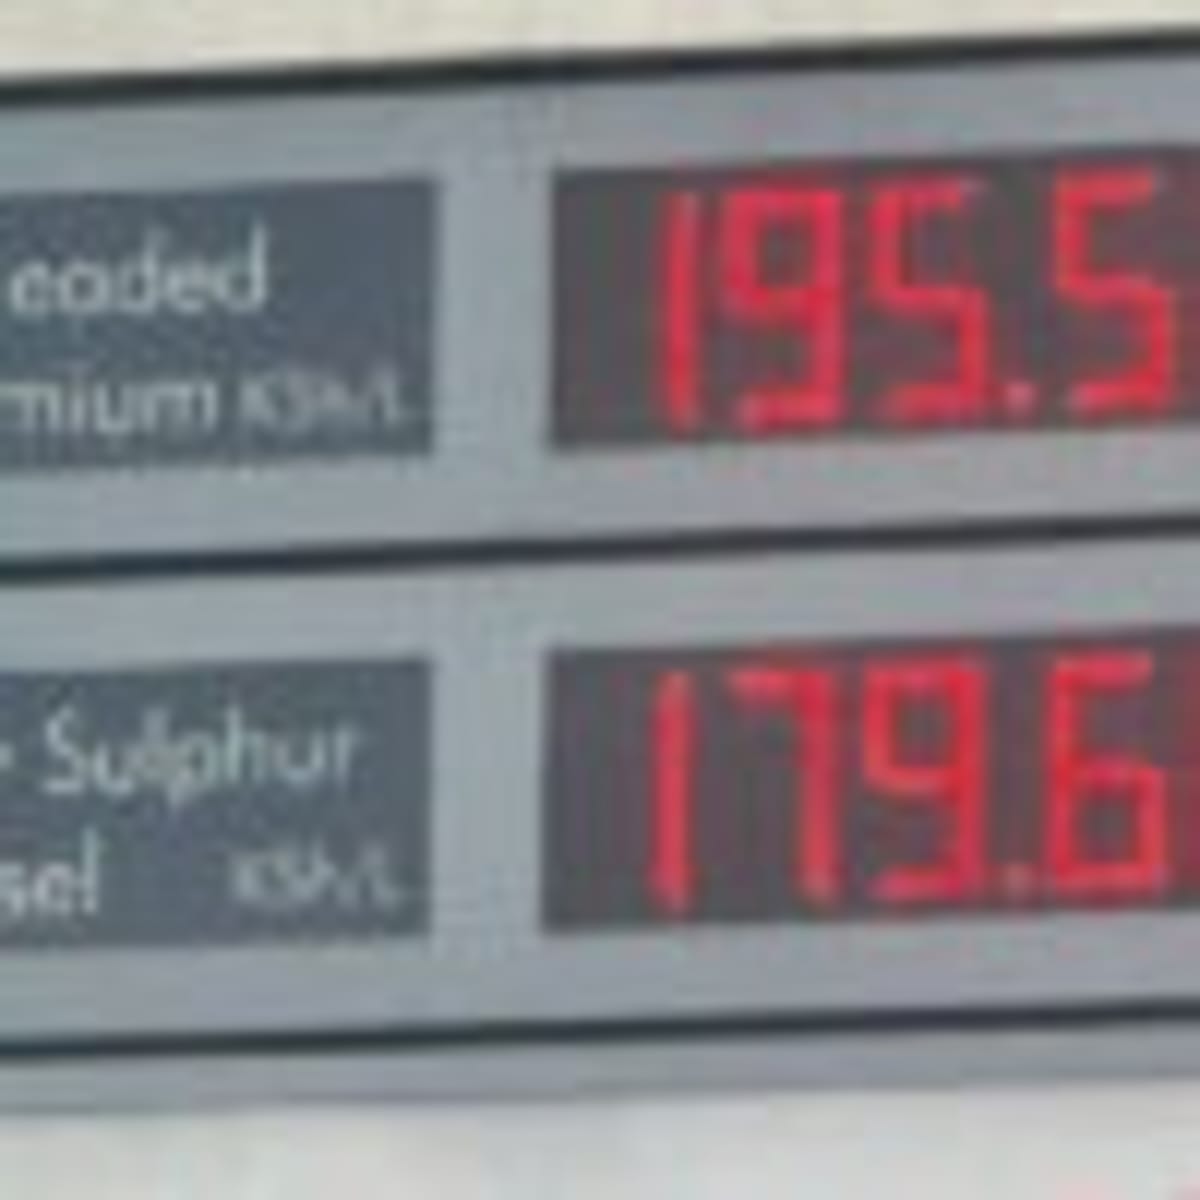 eaded
mium KSh/L
195.5
Sulphur
sel KSh/L
179.6